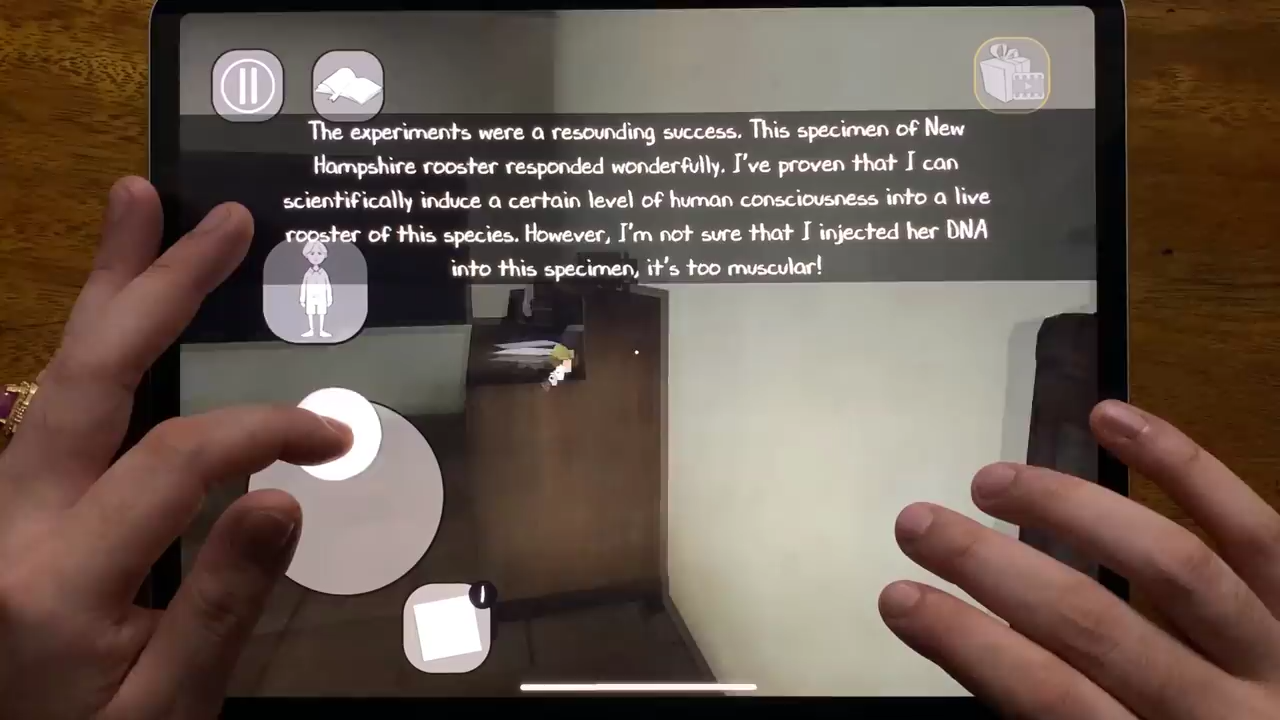 The experiments were a resounding success. This specimen of New
Hampshire rooster responded wonderfully. I've proven that I can
scientifically induce a certain level of human consciousness into a live
rooster of this species. However, I'm not sure that I injected her DNA
into this specimen, it's too muscular!
1